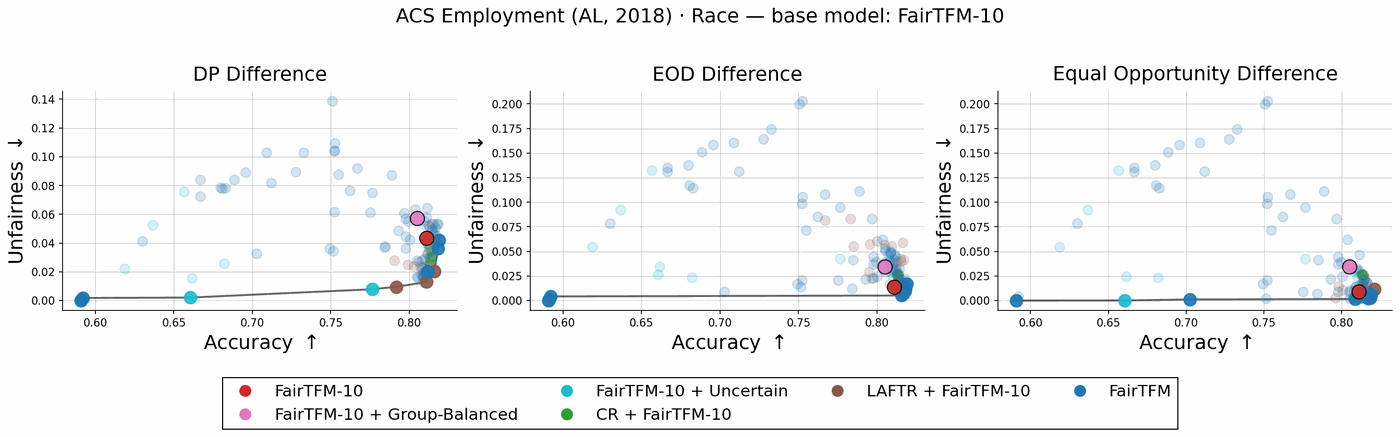 ACS Employment (AL, 2018) · Race — base model: FairTFM-10
DP Difference
EOD Difference
Equal Opportunity Difference
Unfairness ↓
0.14
0.12
0.10
0.08
0.06
0.04
0.02
0.00
0.60 0.65 0.70 0.75 0.80
Accuracy ↑
Unfairness ↓
0.200
0.175
0.150
0.125
0.100
0.075
0.050
0.025
0.000
0.60 0.65 0.70 0.75 0.80
Accuracy ↑
Unfairness ↓
0.200
0.175
0.150
0.125
0.100
0.075
0.050
0.025
0.000
0.60 0.65 0.70 0.75 0.80
Accuracy ↑
FairTFM-10 FairTFM-10 + Uncertain LAFTR + FairTFM-10 FairTFM
FairTFM-10 + Group-Balanced CR + FairTFM-10